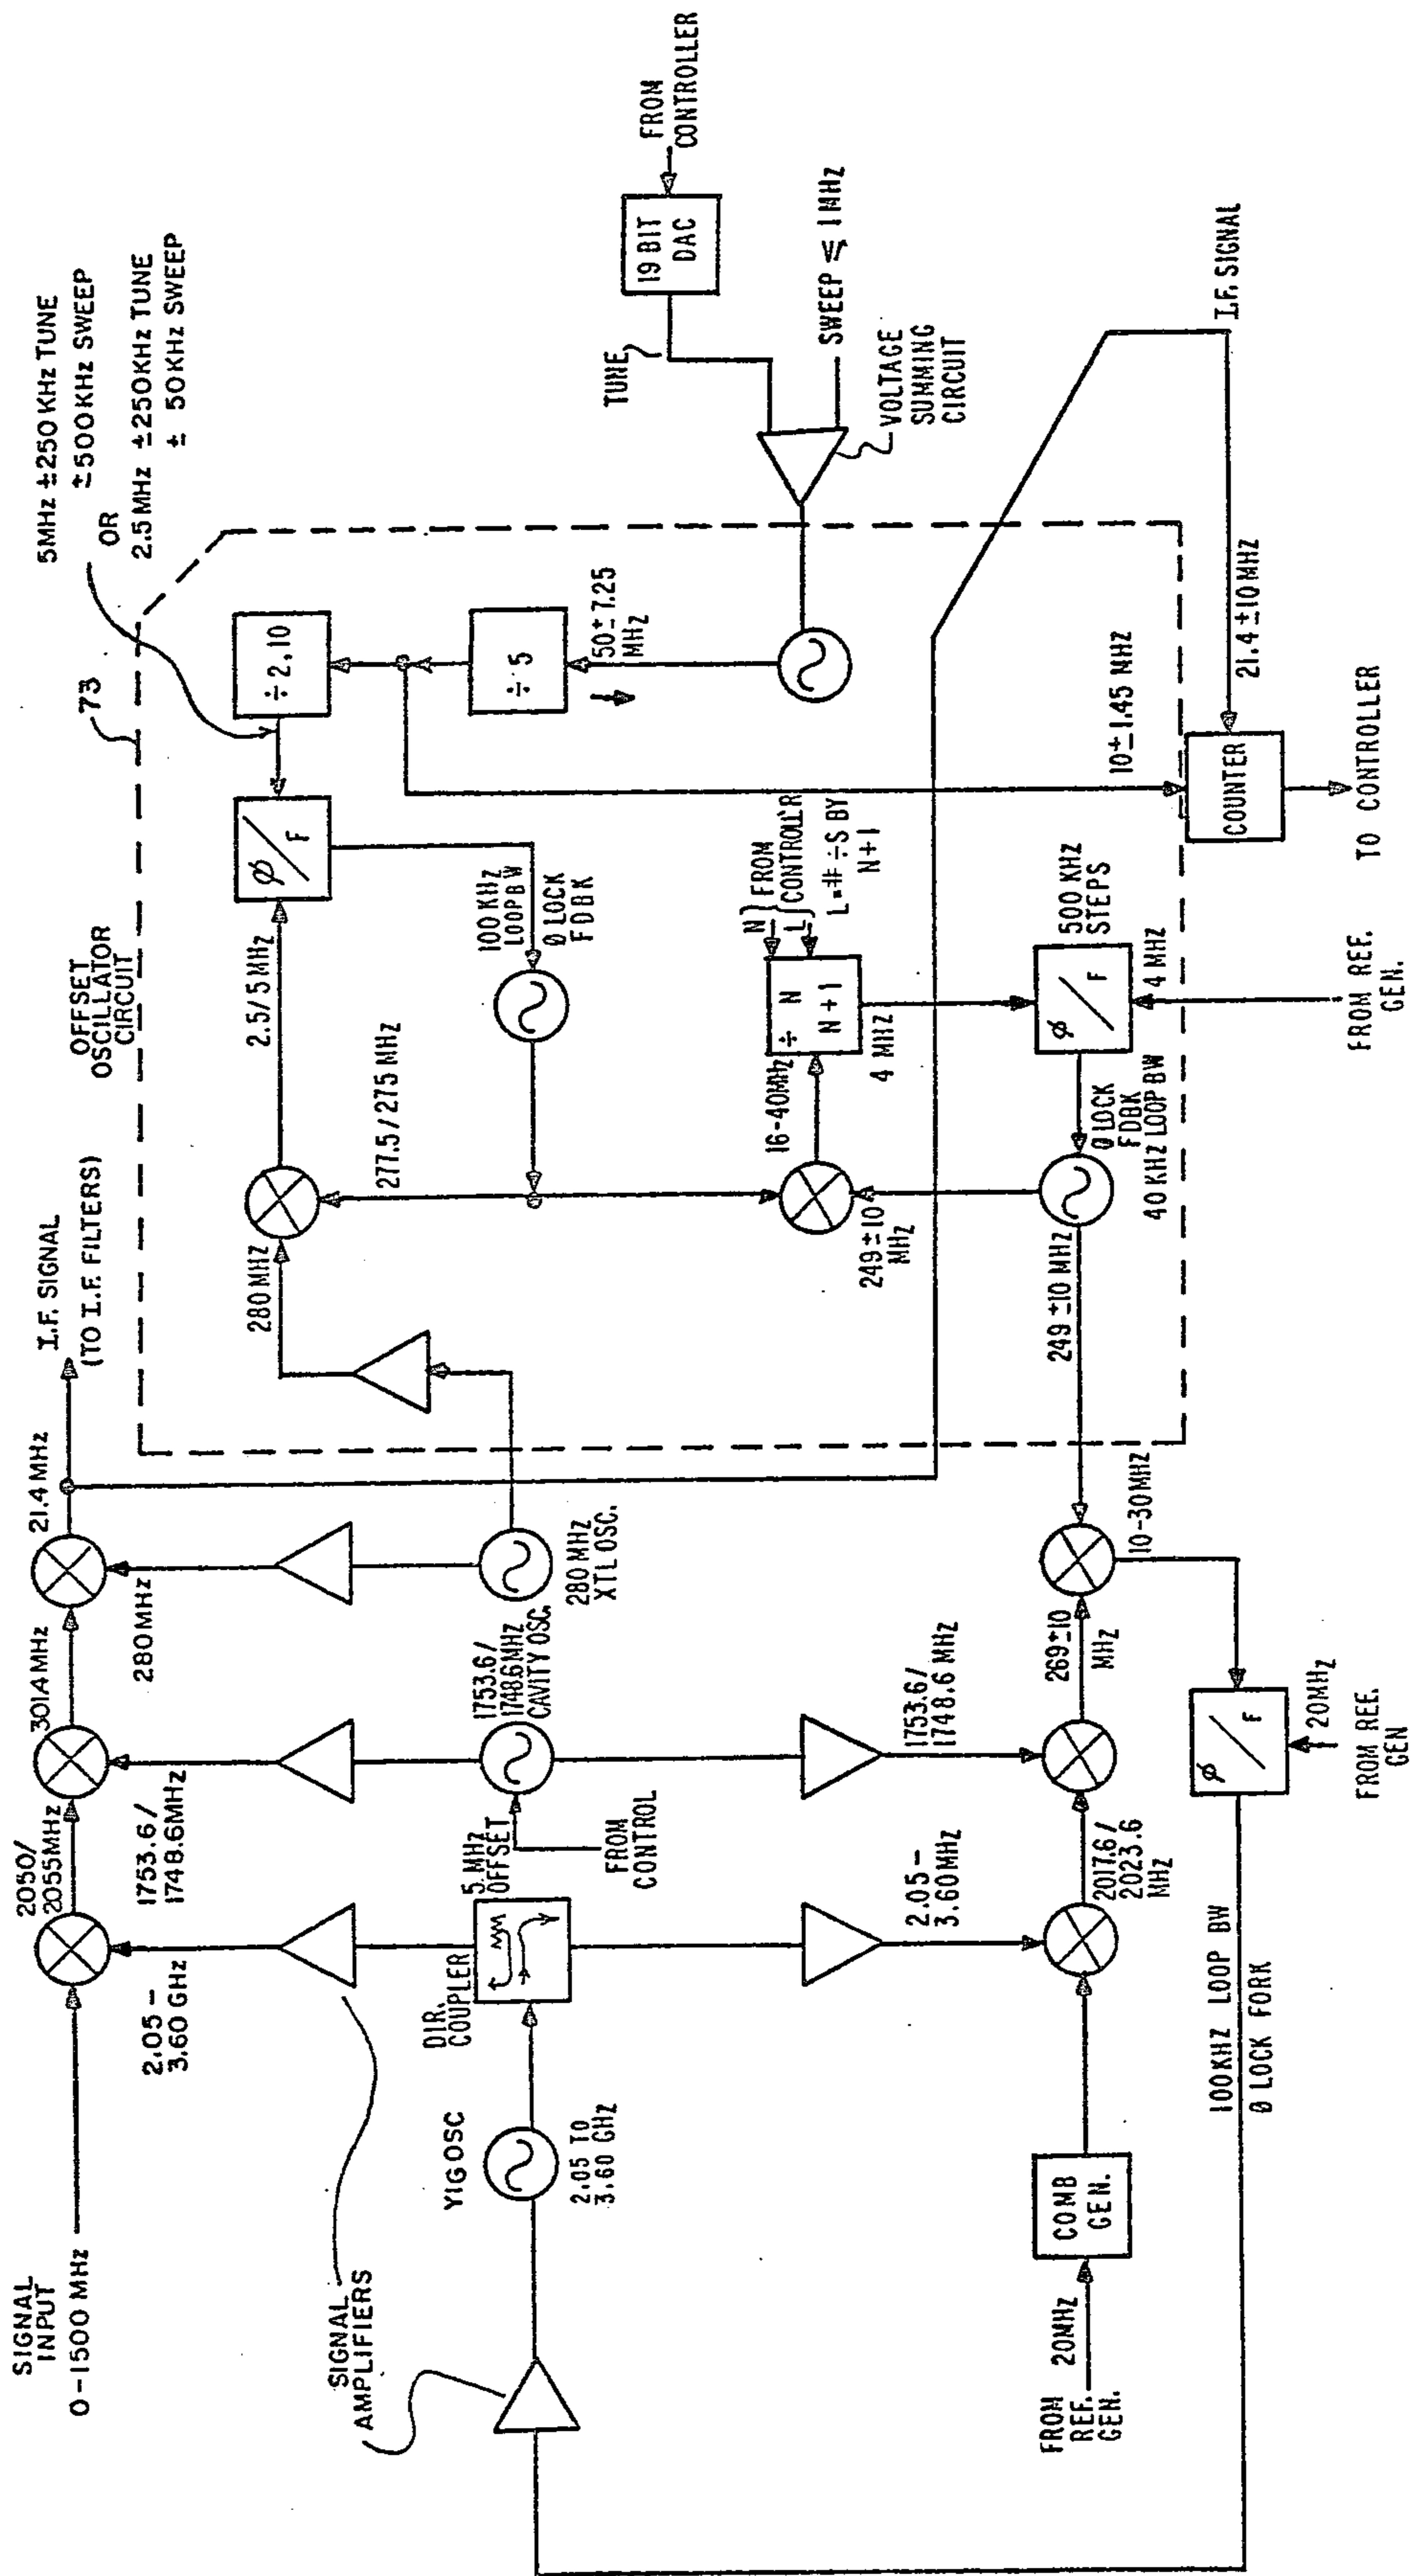 SIGNAL
INPUT
0-1500 MHz
2050/
2055MHz
301.4MHz
21.4 MHz
I.F. SIGNAL
(TO I.F. FILTERS)
2.05-
3.60 GHz
1753.6/
1748.6MHz
280MHz
SIGNAL
AMPLIFIERS
YIG OSC
2.05 TO
3.60 GHz
DIR.
COUPLER
5 MHz
OFFSET
FROM
CONTROL
1753.6/
1748.6MHz
CAVITY OSC.
280 MHz
XTL OSC.
2.05-
3.60MHz
1753.6/
1748.6 MHz
FROM
REF.
GEN.
20MHz
COMB
GEN.
2017.6/
2023.6
MHz
269±10
MHz
10-30MHz
249 ±10 MHz
100KHz LOOP BW
Ø LOCK FORK
Ø
F
20MHz
FROM REF.
GEN
OFFSET
OSCILLATOR
CIRCUIT
73
280 MHz
2.5/5MHz
277.5/275 MHz
Ø
F
÷ 2,10
5MHz ±250 KHz TUNE
±500KHz SWEEP
OR
2.5 MHz ±250KHz TUNE
± 50KHz SWEEP
100 KHz
LOOP BW
Ø LOCK
FDBK
÷ 5
50±7.25
MHz
249±10
MHz
16-40MHz
÷ N
N+1
4 MHz
N
L
FROM
CONTROLLER
L=# ÷S BY
N+1
500 KHz
STEPS
Ø
F
4 MHz
FROM REF.
GEN.
Ø LOCK
FDBK
40 KHz LOOP BW
10±1.45 MHz
COUNTER
TO CONTROLLER
21.4 ±10MHz
I.F. SIGNAL
TUNE
19 BIT
DAC
FROM
CONTROLLER
SWEEP ≤ 1MHz
VOLTAGE
SUMMING
CIRCUIT